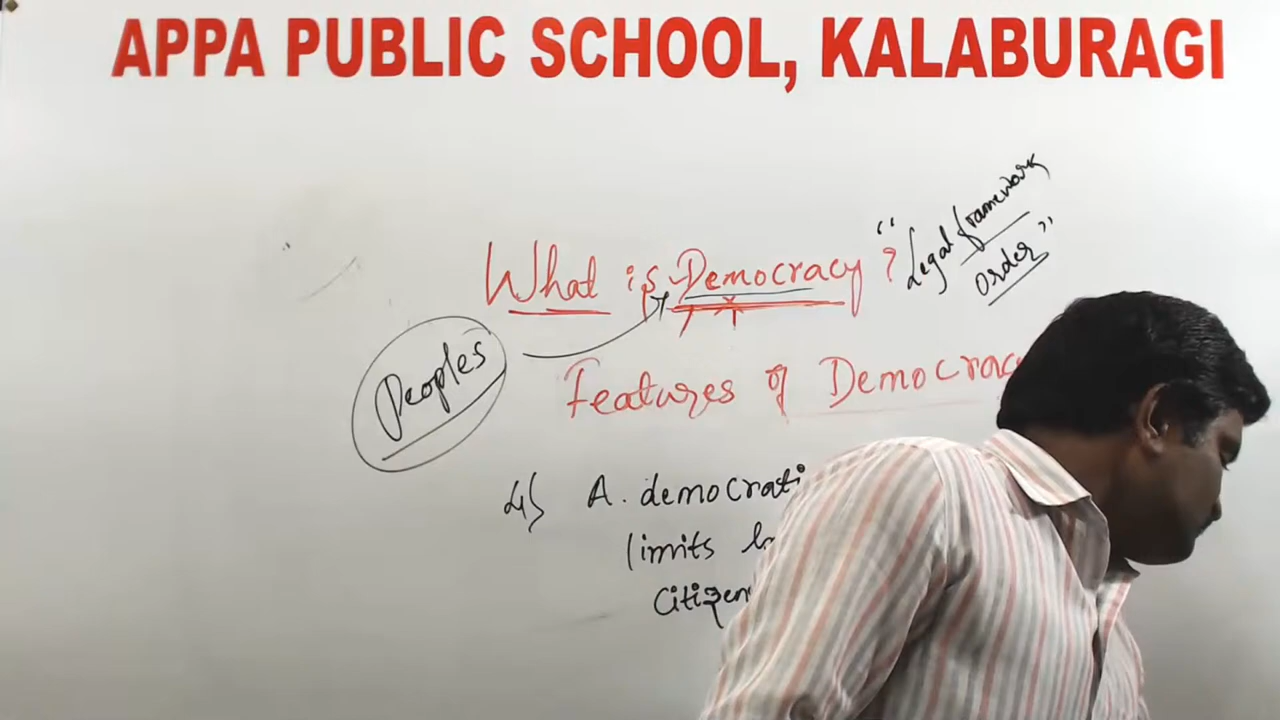 APPA PUBLIC SCHOOL, KALABURAGI
What is Democracy?
"Legal framework
order"
Peoples
Features of Democrac
4) A. democrati
limits
Citizen